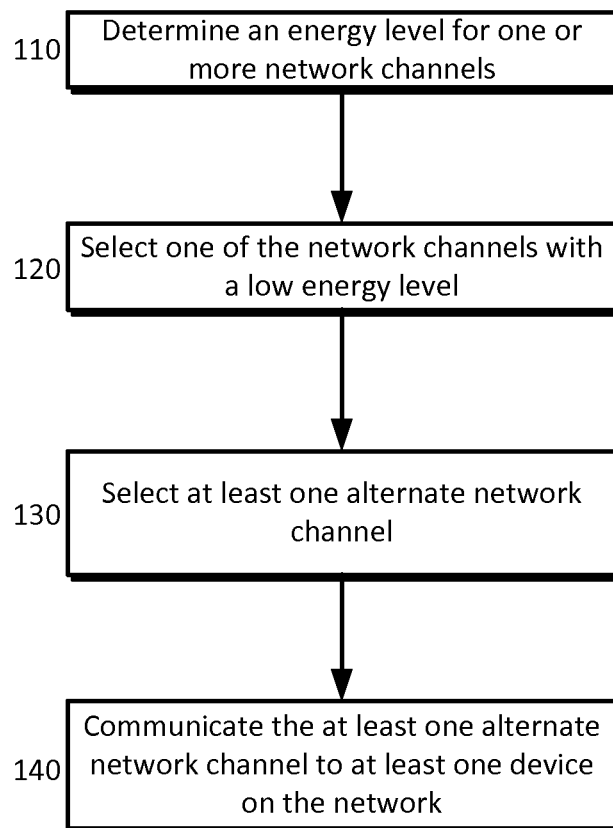 110
Determine an energy level for one or
more network channels
120
Select one of the network channels with
a low energy level
130
Select at least one alternate network
channel
140
Communicate the at least one alternate
network channel to at least one device
on the network